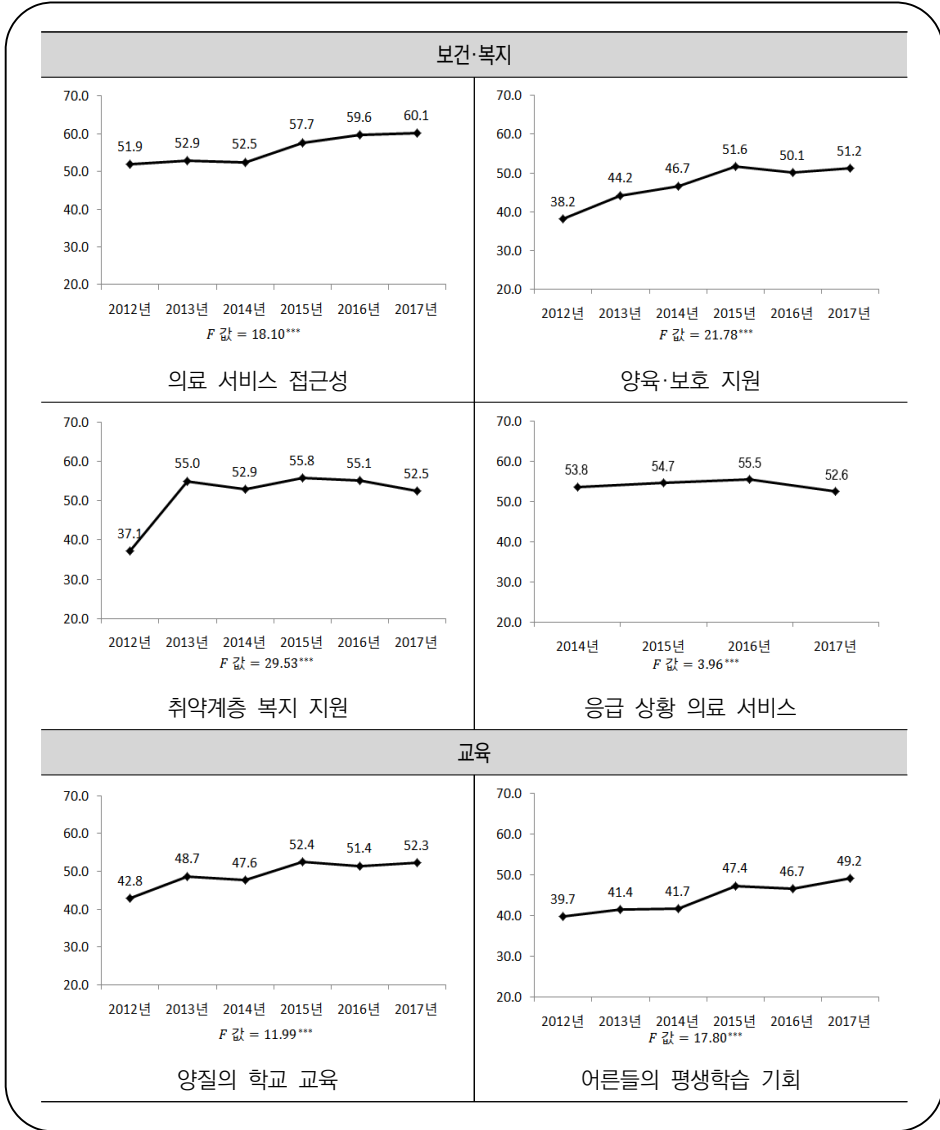 보건·복지
70.0
60.0
50.0
40.0
30.0
20.0
51.9 52.9 52.5 57.7 59.6 60.1
2012년 2013년 2014년 2015년 2016년 2017년
F 값 = 18.10***
의료 서비스 접근성
70.0
60.0
50.0
40.0
30.0
20.0
38.2 44.2 46.7 51.6 50.1 51.2
2012년 2013년 2014년 2015년 2016년 2017년
F 값 = 21.78***
양육·보호 지원
70.0
60.0
50.0
40.0
30.0
20.0
37.1 55.0 52.9 55.8 55.1 52.5
2012년 2013년 2014년 2015년 2016년 2017년
F 값 = 29.53***
취약계층 복지 지원
70.0
60.0
50.0
40.0
30.0
20.0
53.8 54.7 55.5 52.6
2014년 2015년 2016년 2017년
F 값 = 3.96***
응급 상황 의료 서비스
교육
70.0
60.0
50.0
40.0
30.0
20.0
42.8 48.7 47.6 52.4 51.4 52.3
2012년 2013년 2014년 2015년 2016년 2017년
F 값 = 11.99***
양질의 학교 교육
70.0
60.0
50.0
40.0
30.0
20.0
39.7 41.4 41.7 47.4 46.7 49.2
2012년 2013년 2014년 2015년 2016년 2017년
F 값 = 17.80***
어른들의 평생학습 기회